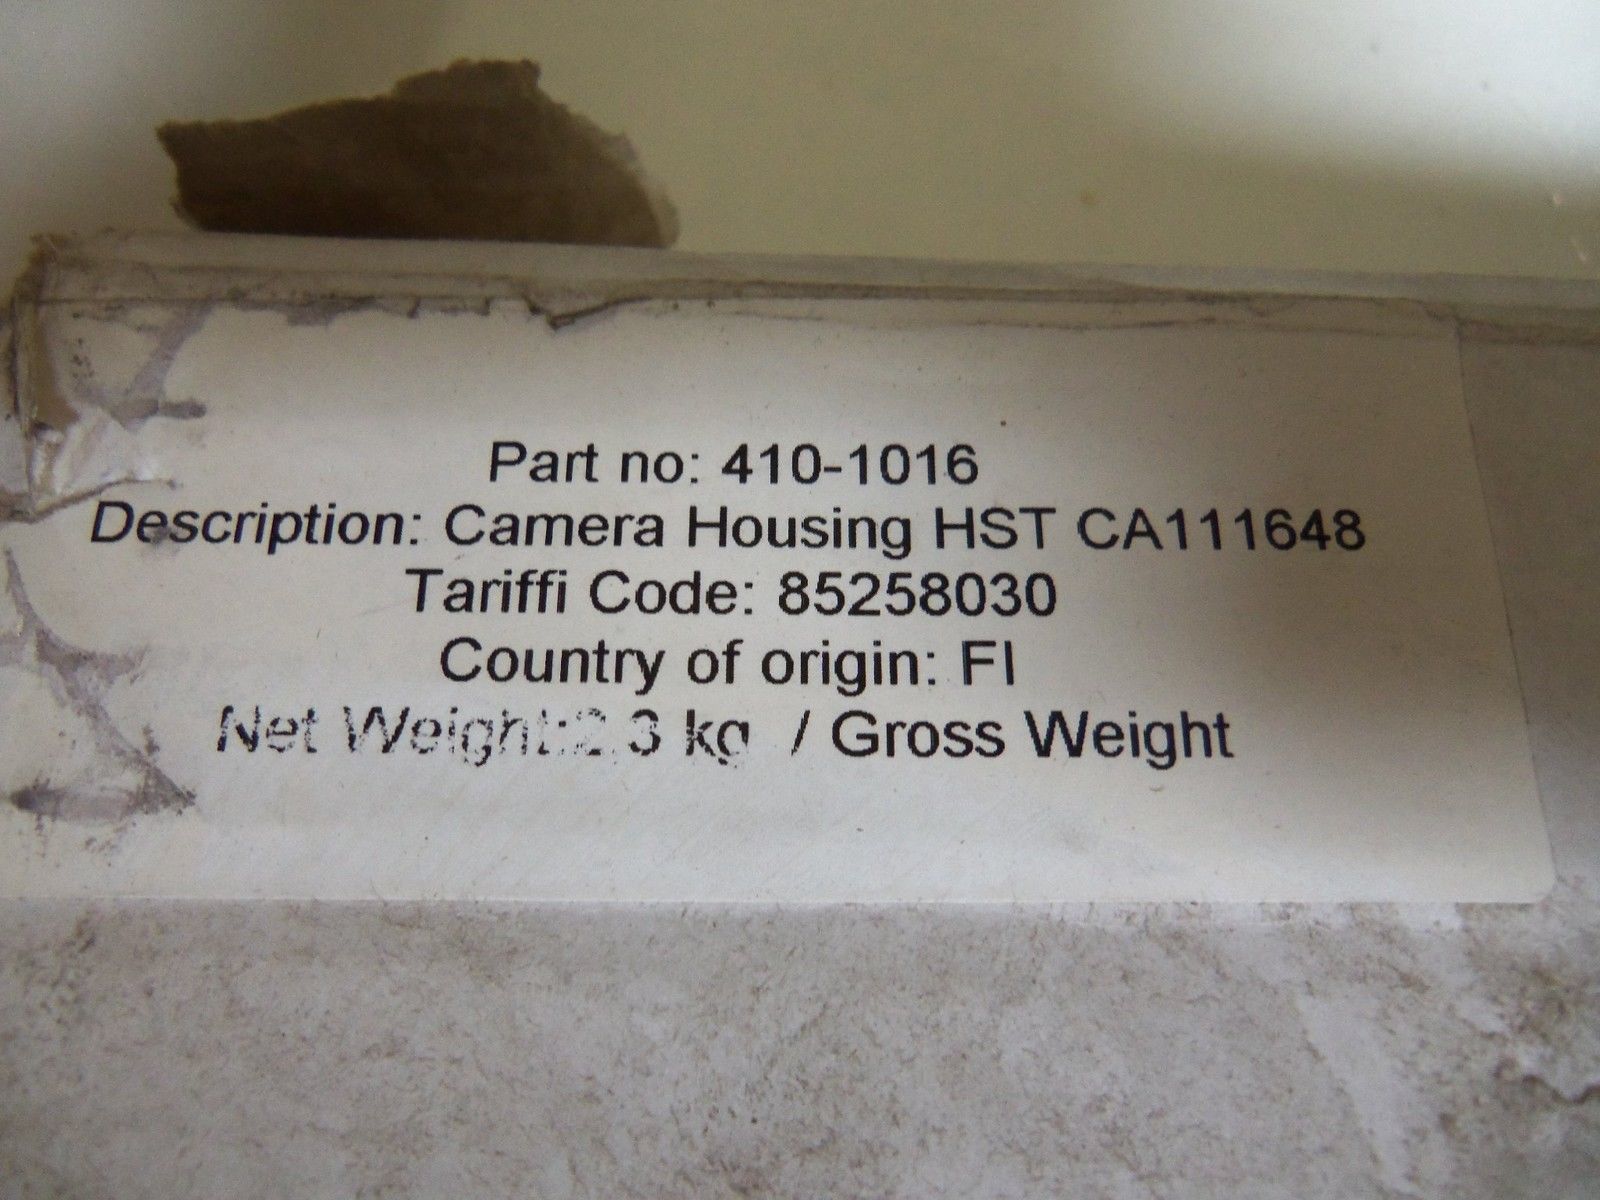 Part no: 410-1016
Description: Camera Housing HST CA111648
Tariffi Code: 85258030
Country of origin: FI
Net Weight:2.3 kg / Gross Weight